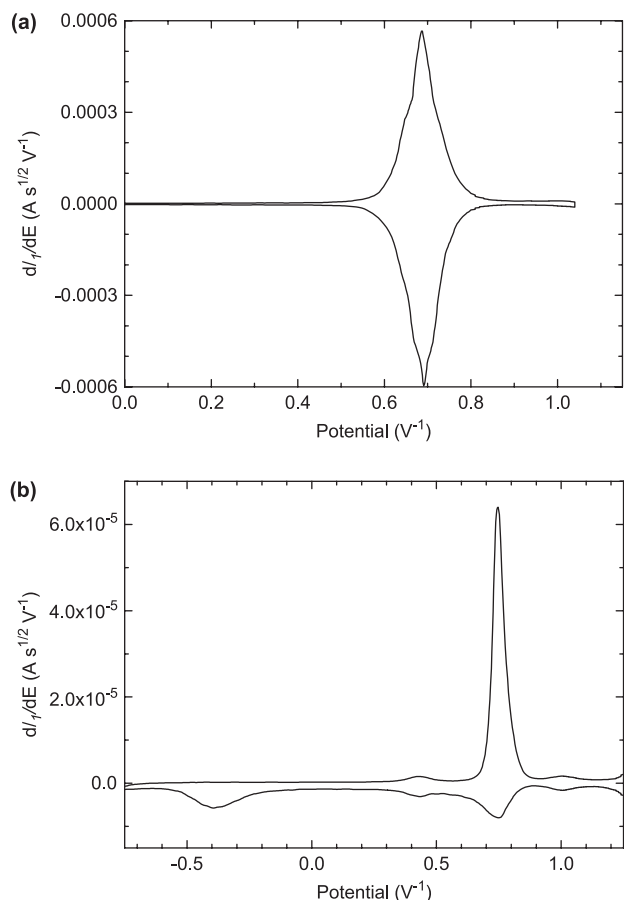 (a)
0.0006
0.0003
0.0000
-0.0003
-0.0006
dI1/dE (A s^1/2 V^-1)
0.0 0.2 0.4 0.6 0.8 1.0
Potential (V^-1)
(b)
6.0x10^-5
4.0x10^-5
2.0x10^-5
0.0
dI1/dE (A s^1/2 V^-1)
-0.5 0.0 0.5 1.0
Potential (V^-1)